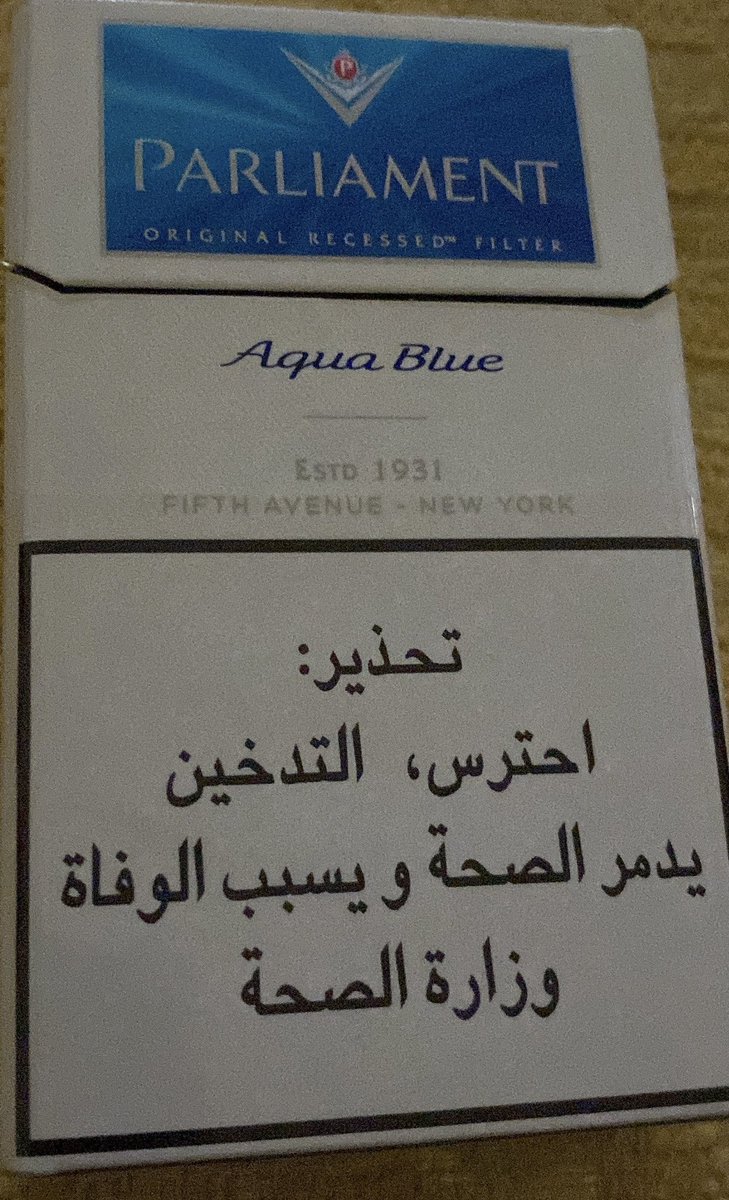 P
PARLIAMENT
ORIGINAL RECESSED™ FILTER
Aqua Blue
ESTD 1931
FIFTH AVENUE - NEW YORK
تحذير:
احترس، التدخين
يدمر الصحة و يسبب الوفاة
وزارة الصحة